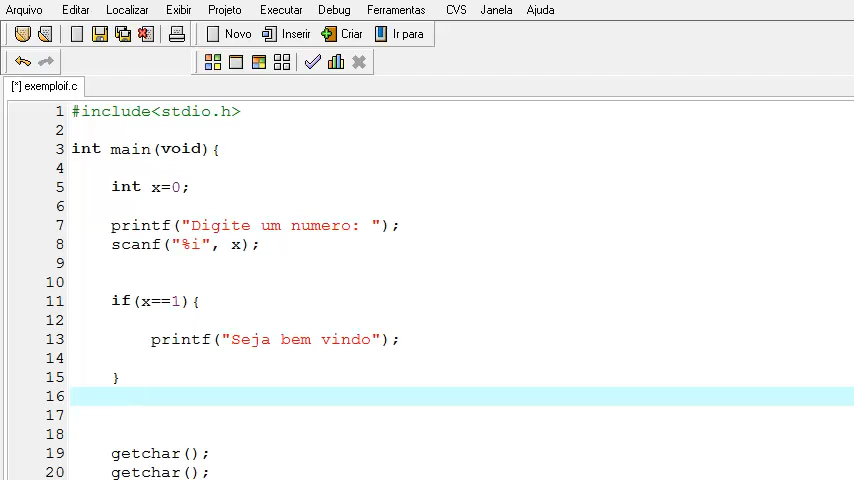 Arquivo Editar Localizar Exibir Projeto Executar Debug Ferramentas CVS Janela Ajuda
Novo Inserir Criar Ir para
[*] exemploif.c
1 #include<stdio.h>
2
3 int main(void){
4
5 int x=0;
6
7 printf("Digite um numero: ");
8 scanf("%i", x);
9
10
11 if(x==1){
12
13 printf("Seja bem vindo");
14
15 }
16
17
18
19 getchar();
20 getchar();